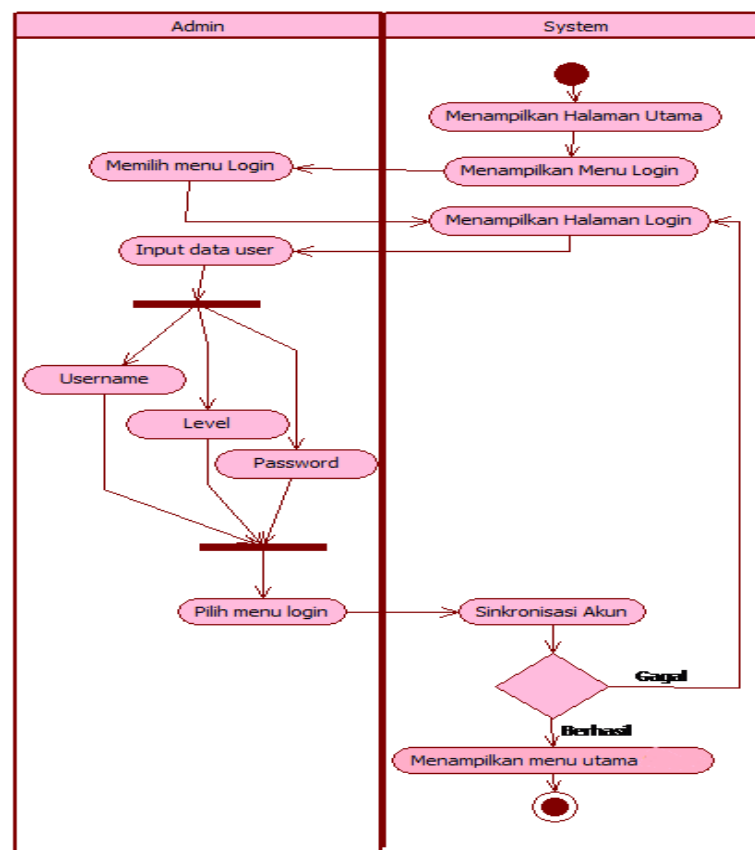 Admin
System
Menampilkan Halaman Utama
Memilih menu Login
Menampilkan Menu Login
Menampilkan Halaman Login
Input data user
Username
Level
Password
Pilih menu login
Sinkronisasi Akun
Gagal
Berhasil
Menampilkan menu utama